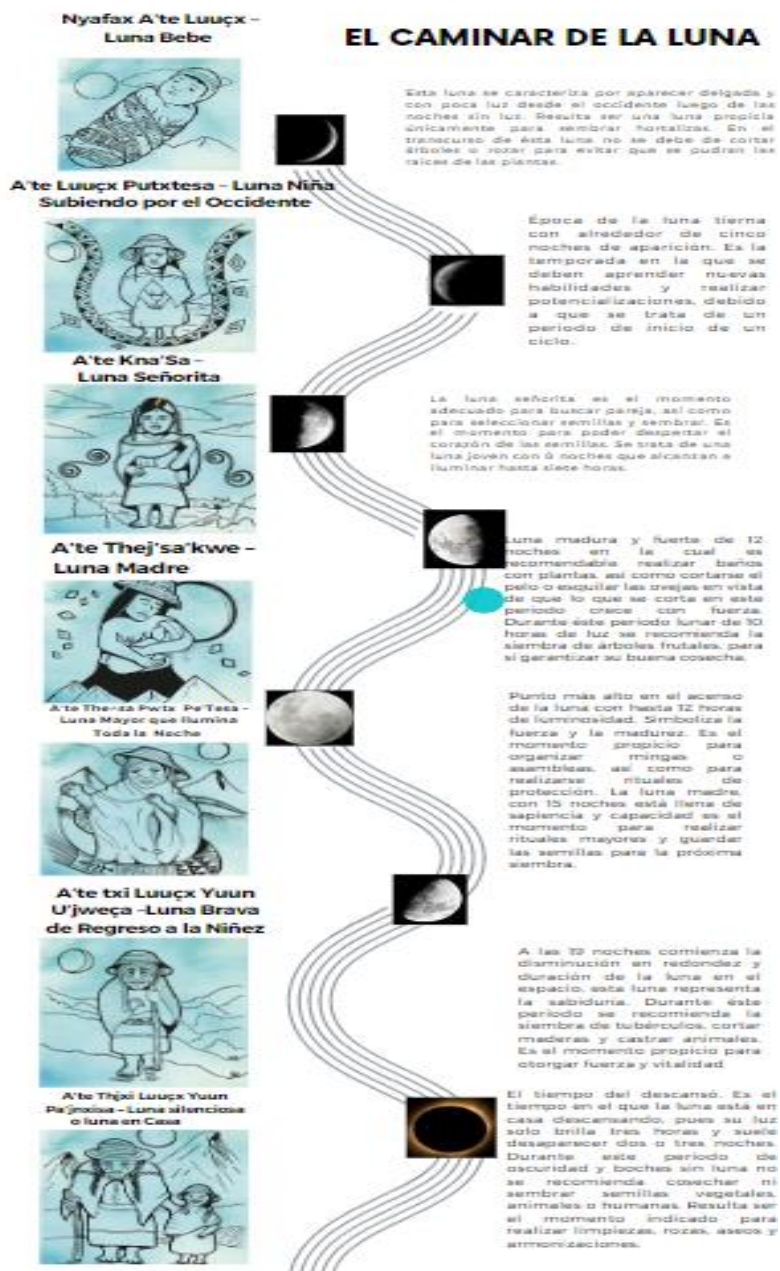 Nyafax A'te Luuçx –
Luna Bebe
EL CAMINAR DE LA LUNA
Esta luna se caracteriza por aparecer delgada y
con poca luz desde el occidente luego de las
noches sin luz. Resulta ser una luna propicia
únicamente para sembrar hortalizas. En el
transcurso de ésta luna no se debe de cortar
árboles o rozar para evitar que se pudran las
raíces de las plantas.
A'te Luuçx Putxtesa – Luna Niña
Subiendo por el Occidente
Época de la luna tierna
con alrededor de cinco
noches de aparición. Es la
temporada en la que se
deben aprender nuevas
habilidades y realizar
potencializaciones, debido
a que se trata de un
periodo de inicio de un
ciclo.
A'te Kna'Sa –
Luna Señorita
La luna señorita es el momento
adecuado para buscar pareja, así como
para seleccionar semillas y sembrar. Es
el momento para poder despertar el
corazón de las semillas. Se trata de una
luna joven con noches que alcanzan a
iluminar hasta siete horas.
A'te Thej'sa'kwe –
Luna Madre
Luna madura y fuerte de 12
noches en la cual es
recomendable realizar baños
con plantas, así como cortarse el
pelo o esquilar las ovejas en vista
de que lo que se corta en este
periodo crece con fuerza.
Durante éste periodo lunar de 10
horas de luz se recomienda la
siembra de árboles frutales, para
si garantizar su buena cosecha.
A'te The'sa Pe'Tesa –
Luna Mayor que Ilumina
Toda la Noche
Punto más alto en el acenso
de la luna con hasta 12 horas
de luminosidad. Simboliza la
fuerza y la madurez. Es el
momento propicio para
organizar mingas o
asambleas, así como para
realizarse rituales de
protección. La luna madre,
con 15 noches está llena de
sapiencia y capacidad es el
momento para realizar
rituales mayores y guardar
las semillas para la próxima
siembra.
A'te txi Luuçx Yuun
U'jweça –Luna Brava
de Regreso a la Niñez
A las 19 noches comienza la
disminución en redondez y
duración de la luna en el
espacio, esta luna representa
la sabiduría. Durante éste
periodo se recomienda la
siembra de tubérculos, cortar
maderas y castrar animales.
Es el momento propicio para
otorgar fuerza y vitalidad
A'te Thjxi Luuçx Yuun
Pa'jnxisa – Luna silenciosa
o luna en Casa
El tiempo del descansó. Es el
tiempo en el que la luna está en
casa descansando, pues su luz
solo brilla tres horas y suele
desaparecer dos o tres noches.
Durante este período de
oscuridad y boches sin luna no
se recomienda cosechar ni
sembrar semillas vegetales,
animales o humanas. Resulta ser
el momento indicado para
realizar limpiezas, rozas, aseos y
armonizaciones.